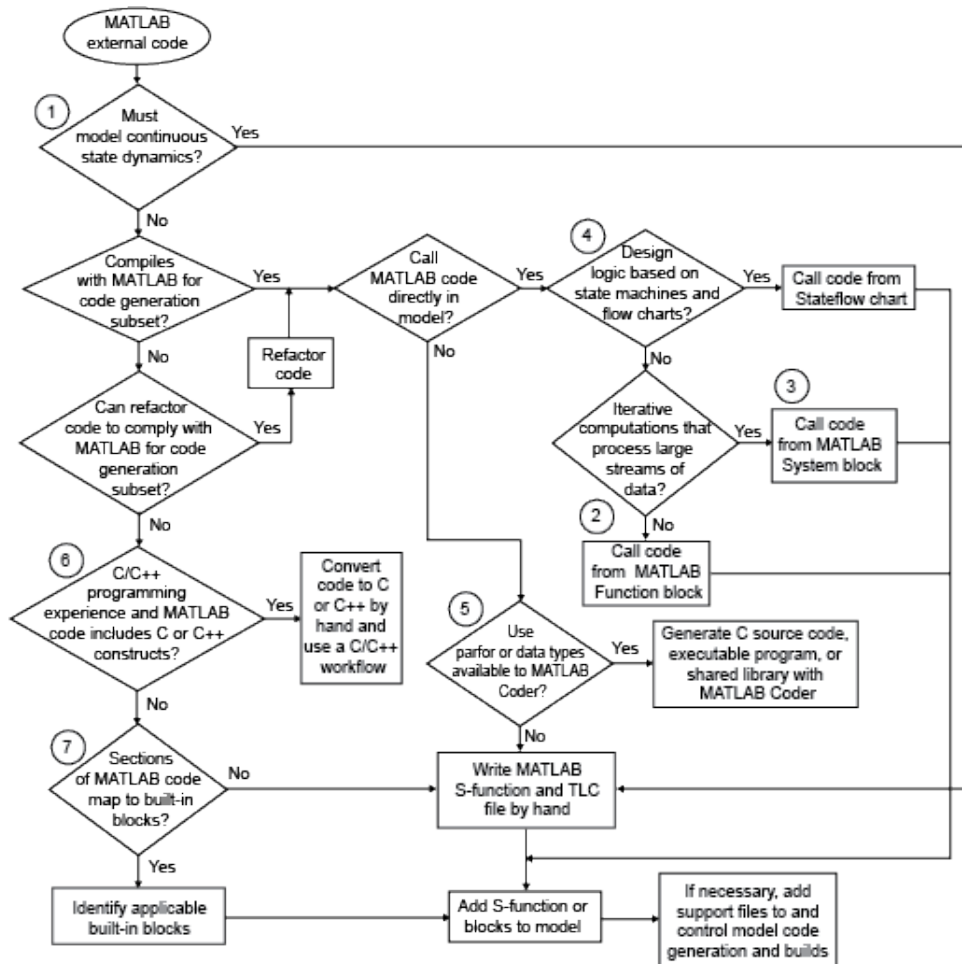 MATLAB
external code
1
Must
model continuous
state dynamics?
Yes
No
Compiles
with MATLAB for
code generation
subset?
Yes
No
Refactor
code
Can refactor
code to comply with
MATLAB for code
generation
subset?
Yes
No
Call
MATLAB code
directly in
model?
Yes
No
4
Design
logic based on
state machines and
flow charts?
Yes
No
Call code from
Stateflow chart
Iterative
computations that
process large
streams of
data?
Yes
No
3
Call code
from MATLAB
System block
2
Call code
from MATLAB
Function block
6
C/C++
programming
experience and MATLAB
code includes C or C++
constructs?
Yes
No
Convert
code to C
or C++ by
hand and
use a C/C++
workflow
5
Use
parfor or data types
available to MATLAB
Coder?
Yes
No
Generate C source code,
executable program, or
shared library with
MATLAB Coder
7
Sections
of MATLAB code
map to built-in
blocks?
No
Yes
Write MATLAB
S-function and TLC
file by hand
Identify applicable
built-in blocks
Add S-function or
blocks to model
If necessary, add
support files to and
control model code
generation and builds